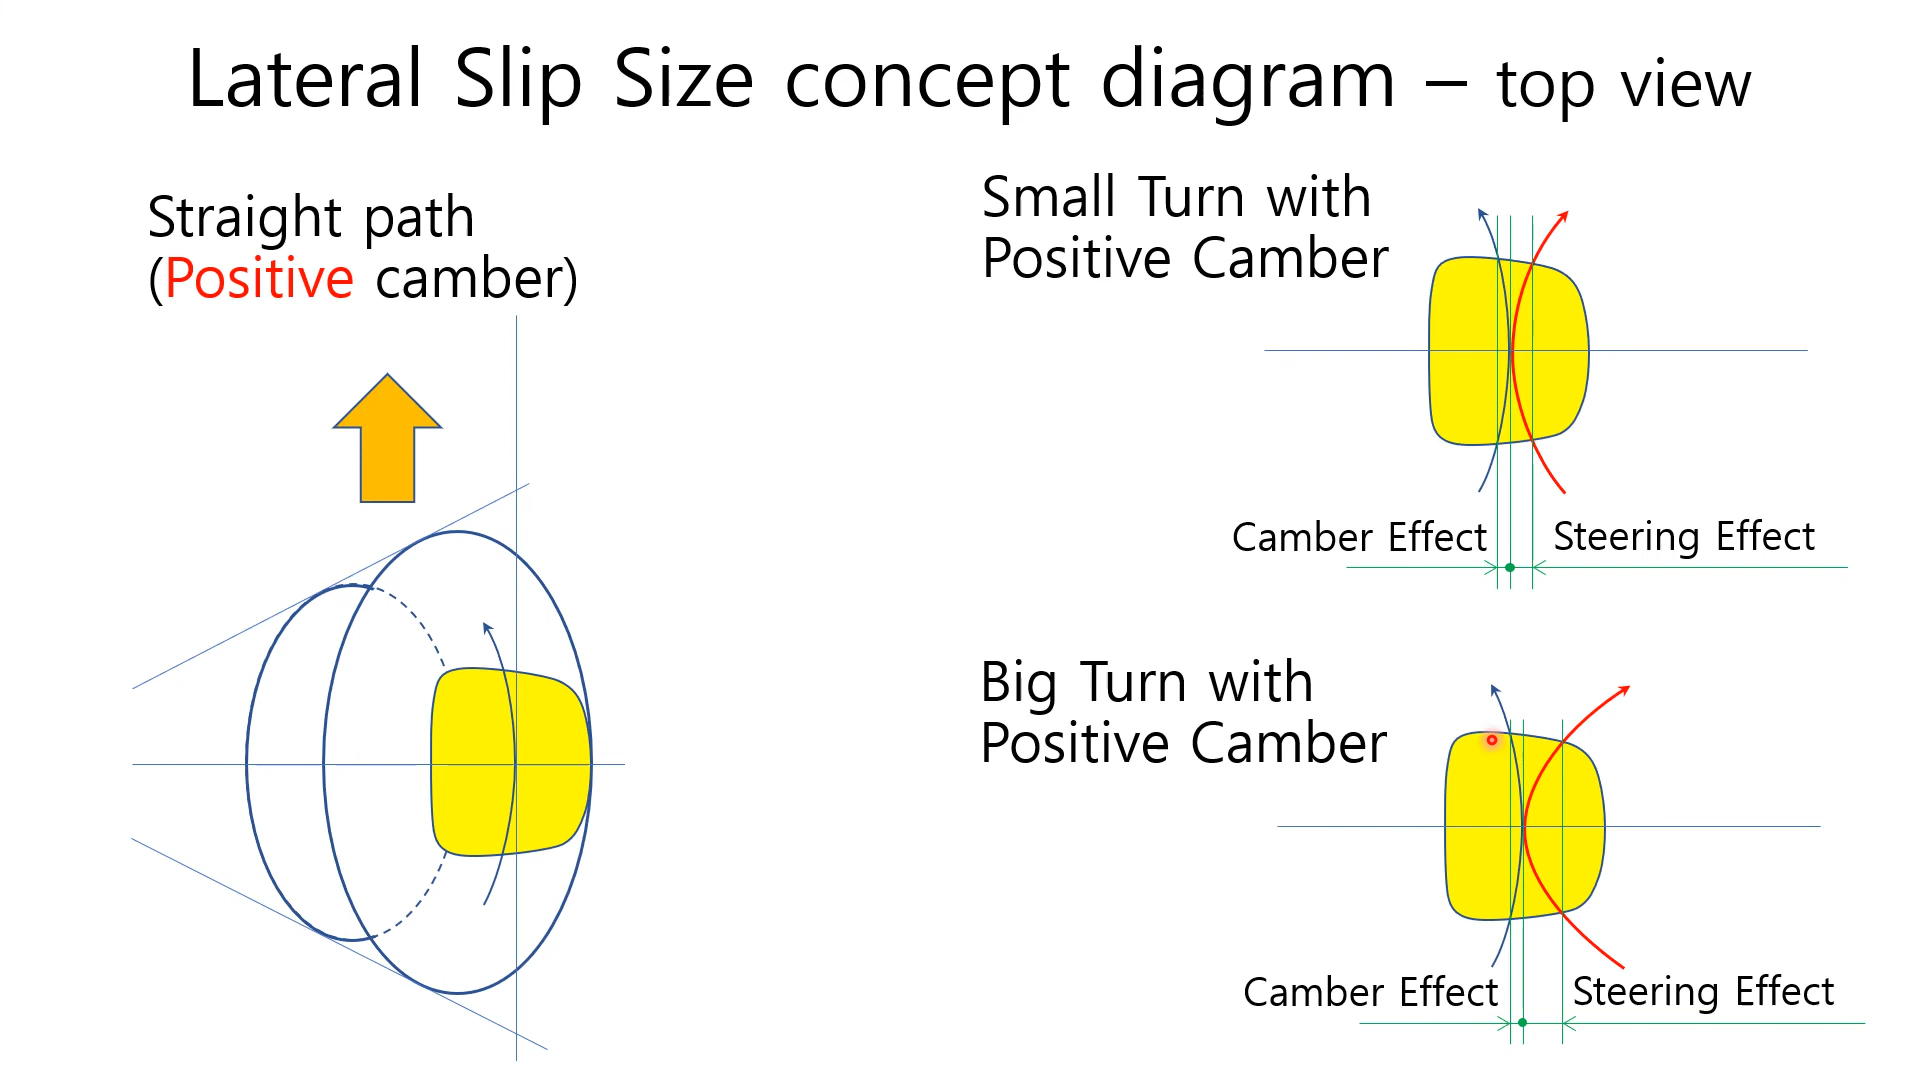 Lateral Slip Size concept diagram – top view
Straight path
(Positive camber)
Small Turn with
Positive Camber
Camber Effect
Steering Effect
Big Turn with
Positive Camber
Camber Effect
Steering Effect